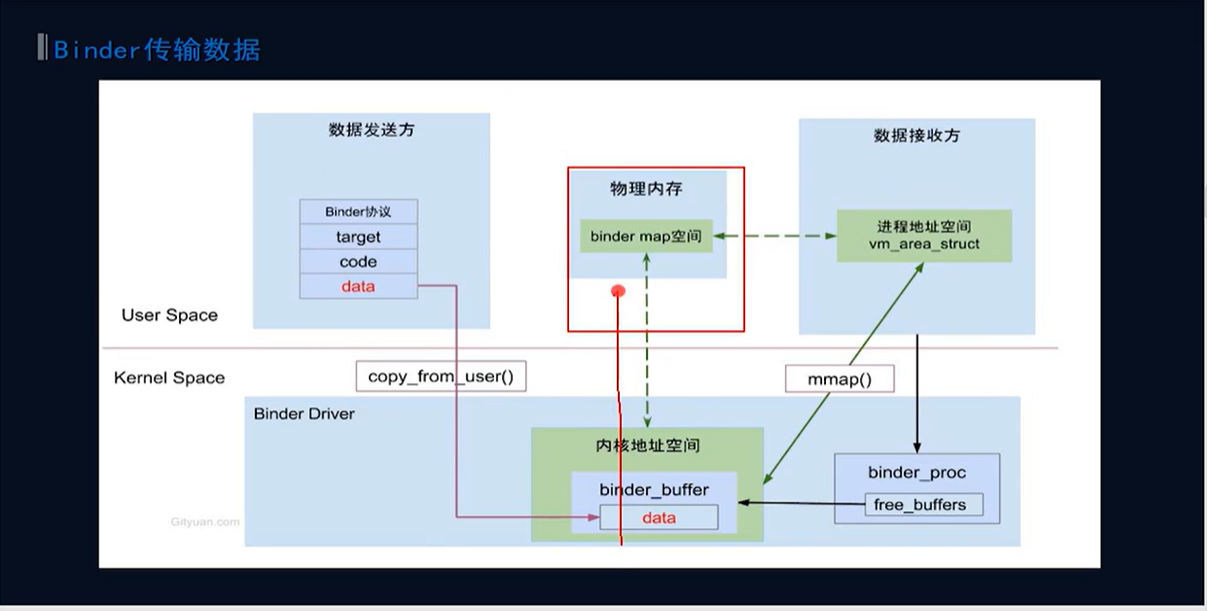 Binder传输数据
数据发送方
Binder协议
target
code
data
物理内存
binder map空间
数据接收方
进程地址空间
vm_area_struct
User Space
Kernel Space
copy_from_user()
mmap()
Binder Driver
内核地址空间
binder_buffer
data
binder_proc
free_buffers
Gityuan.com